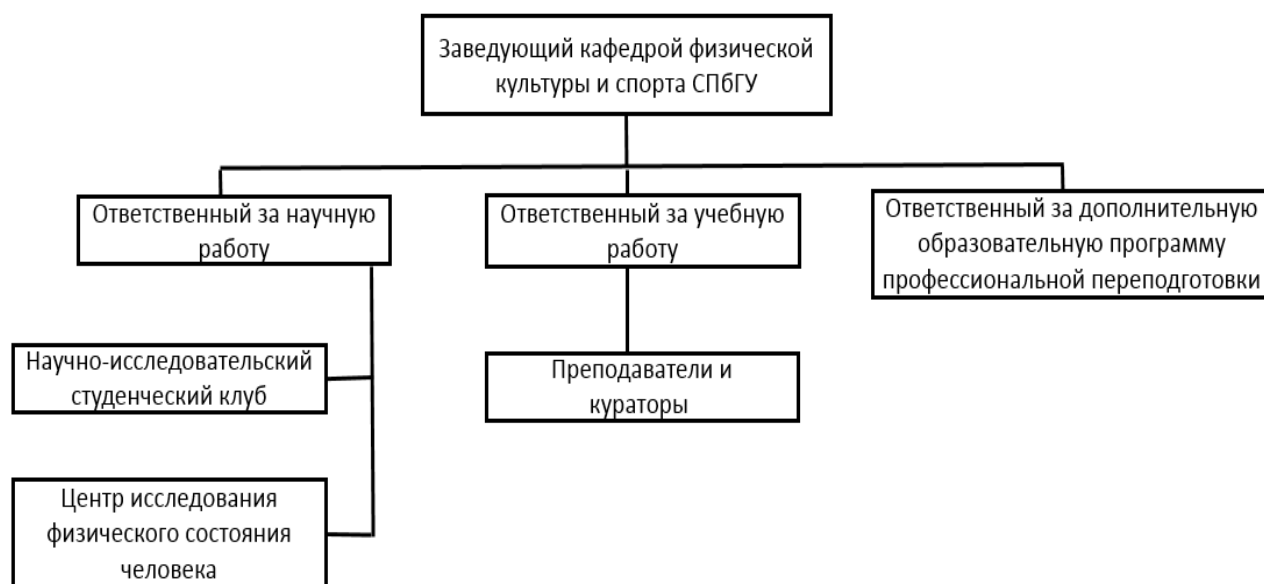 Заведующий кафедрой физической
культуры и спорта СПбГУ
Ответственный за научную
работу
Ответственный за учебную
работу
Ответственный за дополнительную
образовательную программу
профессиональной переподготовки
Научно-исследовательский
студенческий клуб
Преподаватели и
кураторы
Центр исследования
физического состояния
человека